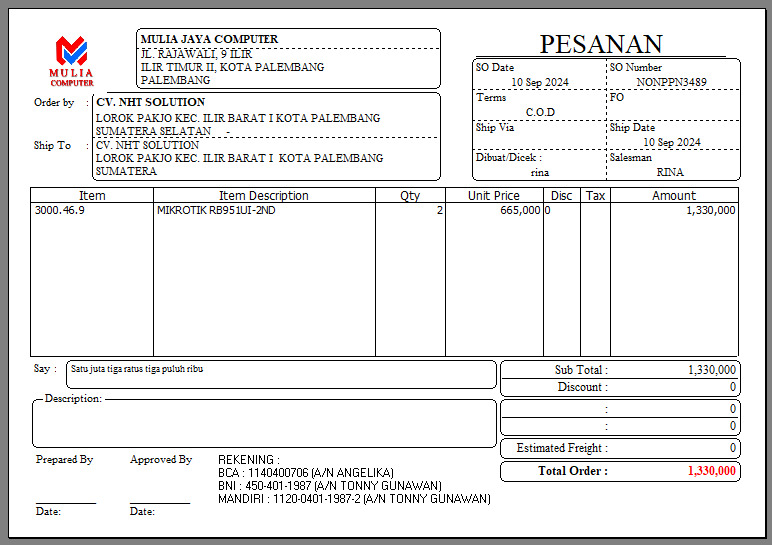 MULIA
COMPUTER
MULIA JAYA COMPUTER
JL. RAJAWALI, 9 ILIR
ILIR TIMUR II, KOTA PALEMBANG
PALEMBANG
PESANAN
Order by : CV. NHT SOLUTION
LOROK PAKJO KEC. ILIR BARAT I KOTA PALEMBANG
SUMATERA SELATAN -
Ship To : CV. NHT SOLUTION
LOROK PAKJO KEC. ILIR BARAT I KOTA PALEMBANG
SUMATERA
SO Date SO Number
10 Sep 2024 NONPPN3489
Terms FO
C.O.D
Ship Via Ship Date
10 Sep 2024
Dibuat/Dicek : Salesman
rina RINA
Item Item Description Qty Unit Price Disc Tax Amount
3000.46.9 MIKROTIK RB951UI-2ND 2 665,000 0 1,330,000
Say : Satu juta tiga ratus tiga puluh ribu
Sub Total : 1,330,000
Discount : 0
: 0
: 0
Estimated Freight : 0
Total Order : 1,330,000
Description:
Prepared By Approved By
Date: Date:
REKENING :
BCA : 1140400706 (A/N ANGELIKA)
BNI : 450-401-1987 (A/N TONNY GUNAWAN)
MANDIRI : 1120-0401-1987-2 (A/N TONNY GUNAWAN)